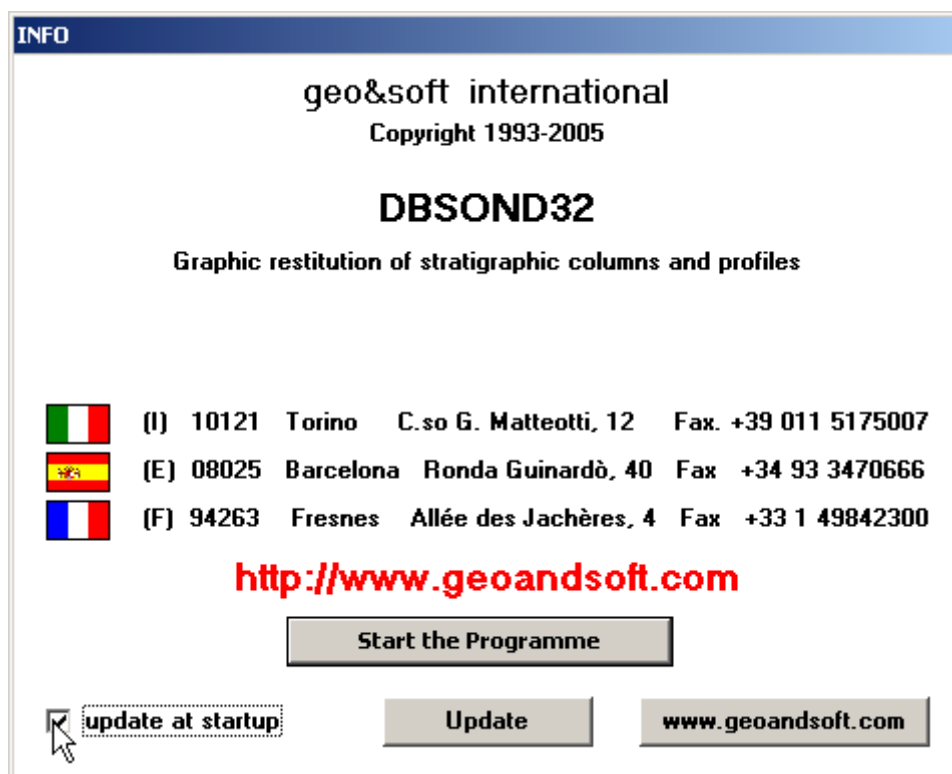 INFO
geo&soft international
Copyright 1993-2005
DBSOND32
Graphic restitution of stratigraphic columns and profiles
(I) 10121 Torino C.so G. Matteotti, 12 Fax. +39 011 5175007
(E) 08025 Barcelona Ronda Guinardò, 40 Fax +34 93 3470666
(F) 94263 Fresnes Allée des Jachères, 4 Fax +33 1 49842300
http://www.geoandsoft.com
Start the Programme
update at startup Update www.geoandsoft.com